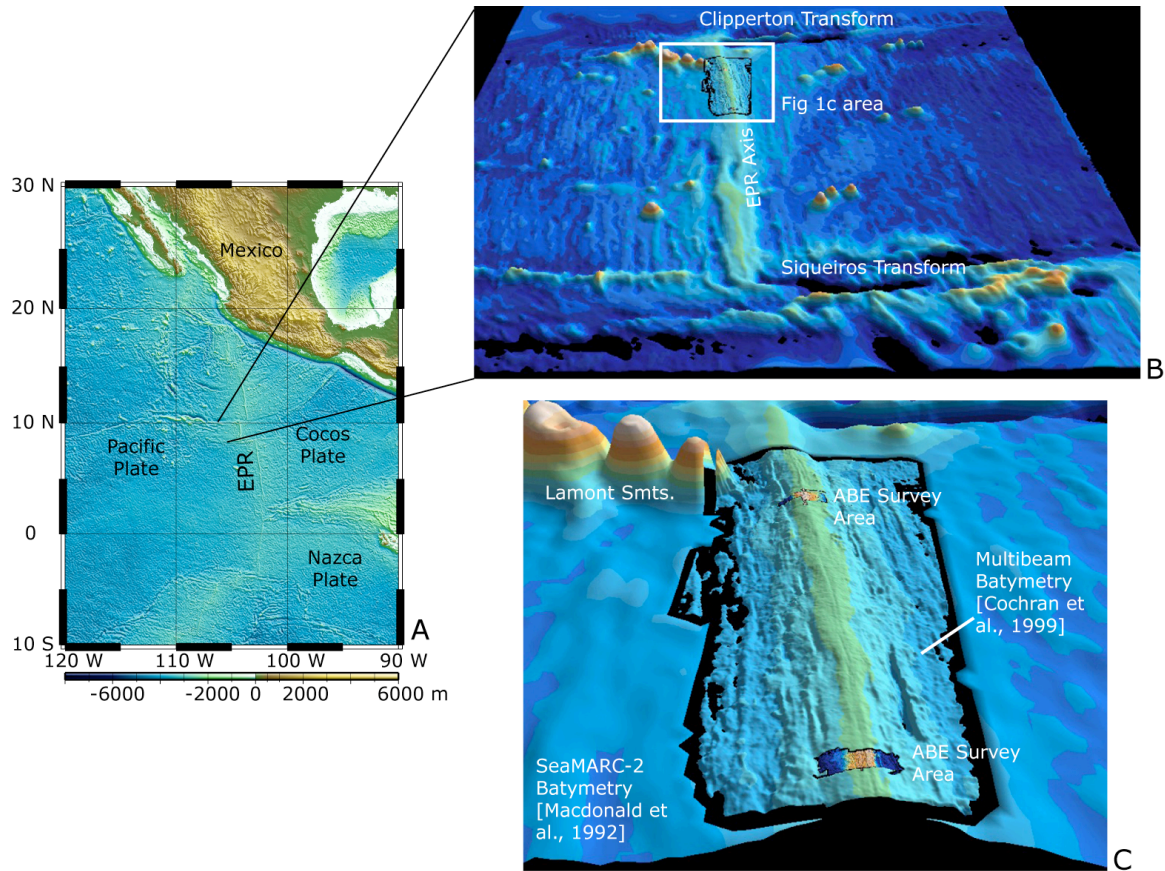 30 N
20 N
10 N
0
10 S
120 W
110 W
100 W
90 W
Mexico
Pacific
Plate
EPR
Cocos
Plate
Nazca
Plate
A
-6000
-2000
0
2000
6000 m
Clipperton Transform
Fig 1c area
EPR Axis
Siqueiros Transform
B
Lamont Smts.
ABE Survey
Area
Multibeam
Batymetry
[Cochran et
al., 1999]
ABE Survey
Area
SeaMARC-2
Batymetry
[Macdonald et
al., 1992]
C